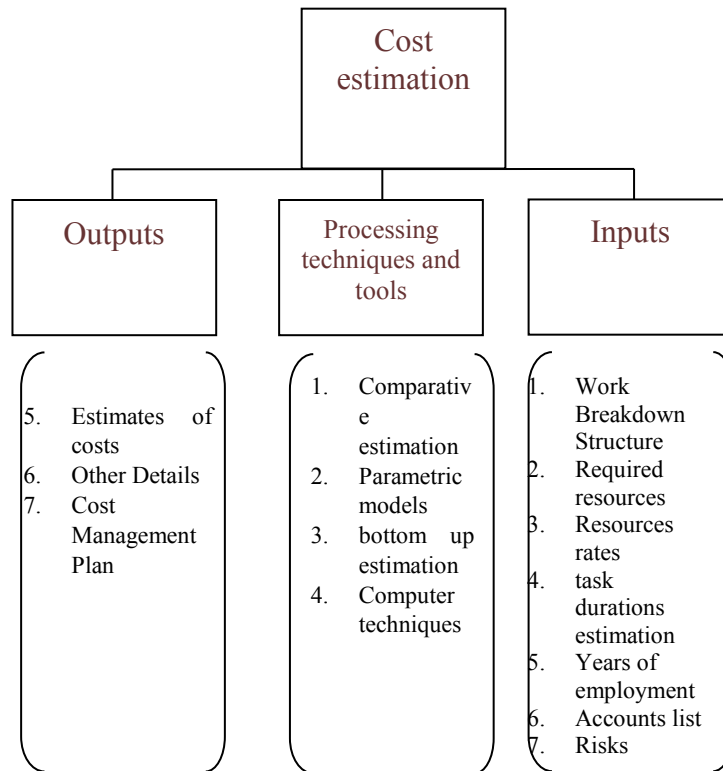 Cost
estimation
Outputs
Processing
techniques and
tools
Inputs
5. Estimates of
costs
6. Other Details
7. Cost
Management
Plan
1. Comparativ
e
estimation
2. Parametric
models
3. bottom up
estimation
4. Computer
techniques
1. Work
Breakdown
Structure
2. Required
resources
3. Resources
rates
4. task
durations
estimation
5. Years of
employment
6. Accounts list
7. Risks